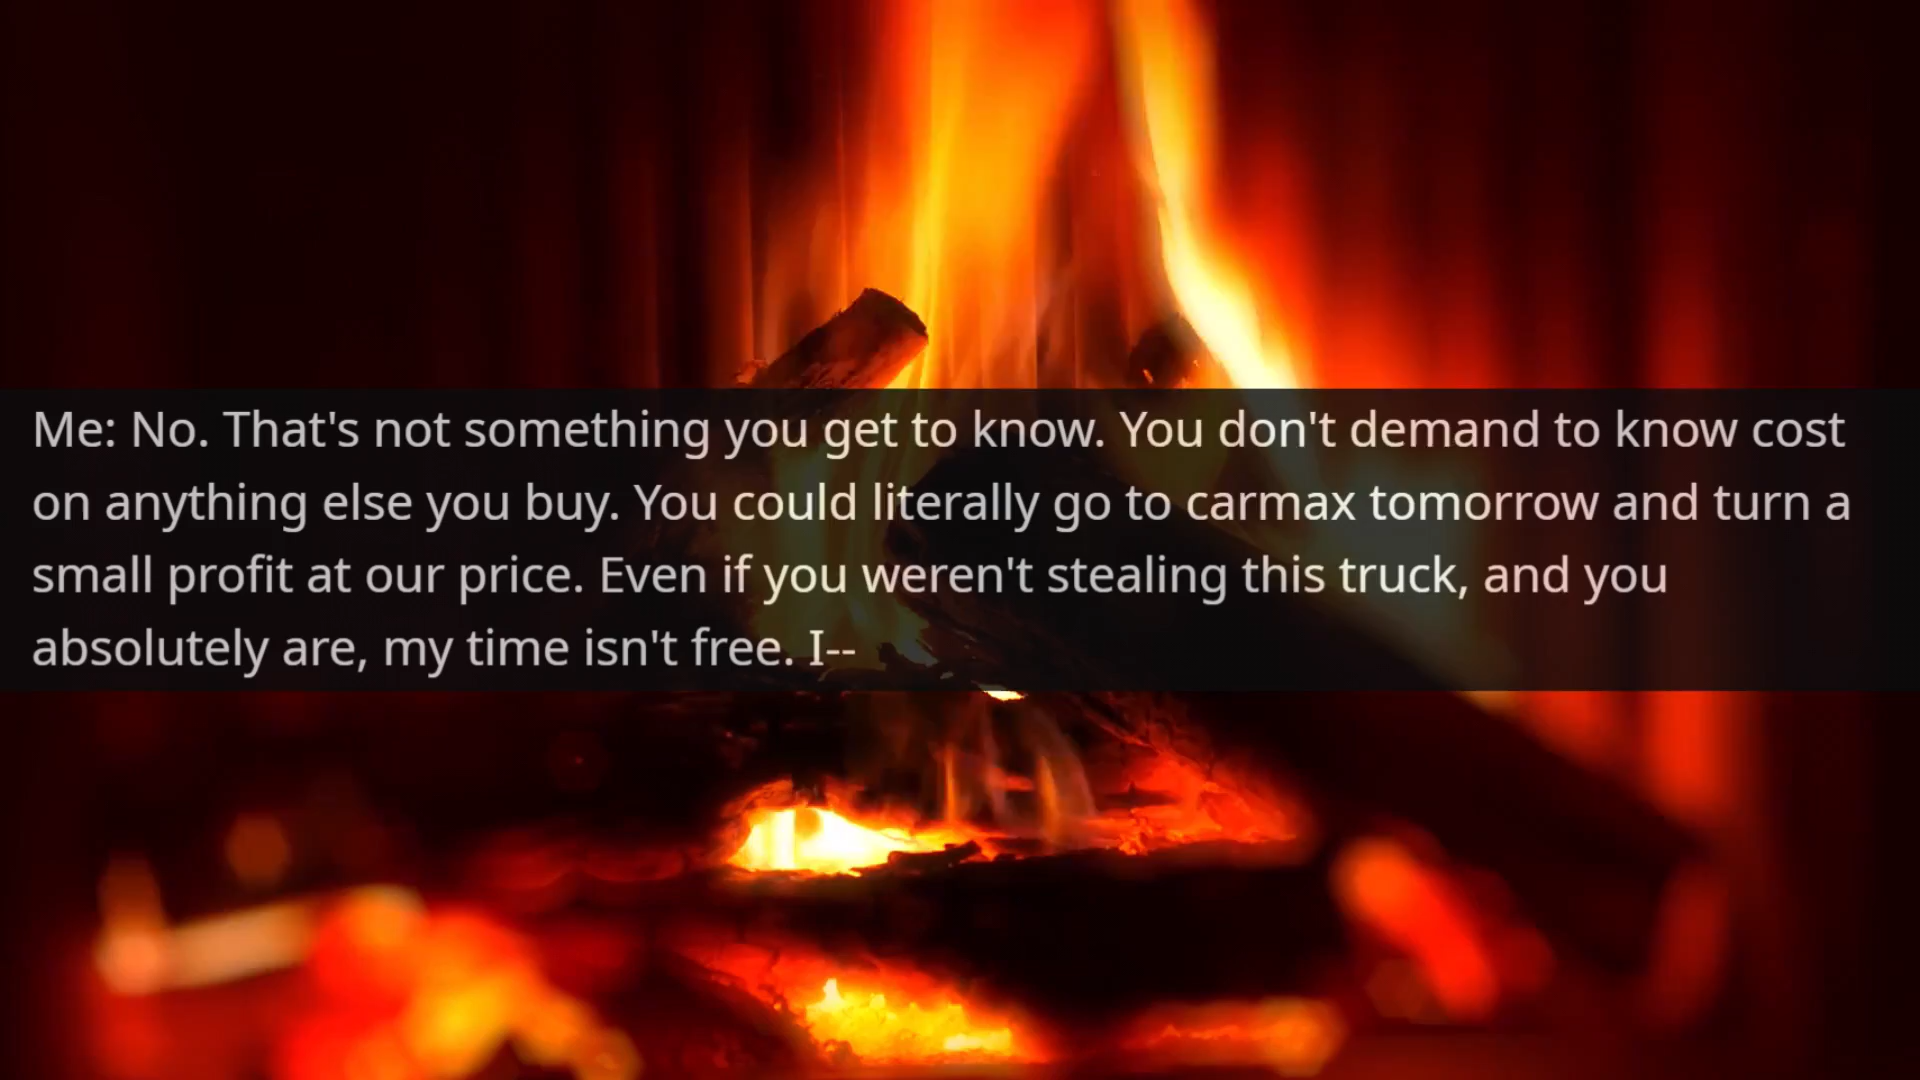 Me: No. That's not something you get to know. You don't demand to know cost
on anything else you buy. You could literally go to carmax tomorrow and turn a
small profit at our price. Even if you weren't stealing this truck, and you
absolutely are, my time isn't free. I--